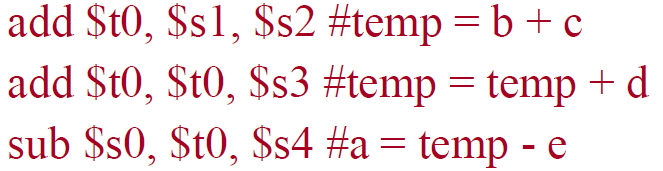 add $t0, $s1, $s2 #temp = b + c
add $t0, $t0, $s3 #temp = temp + d
sub $s0, $t0, $s4 #a = temp - e